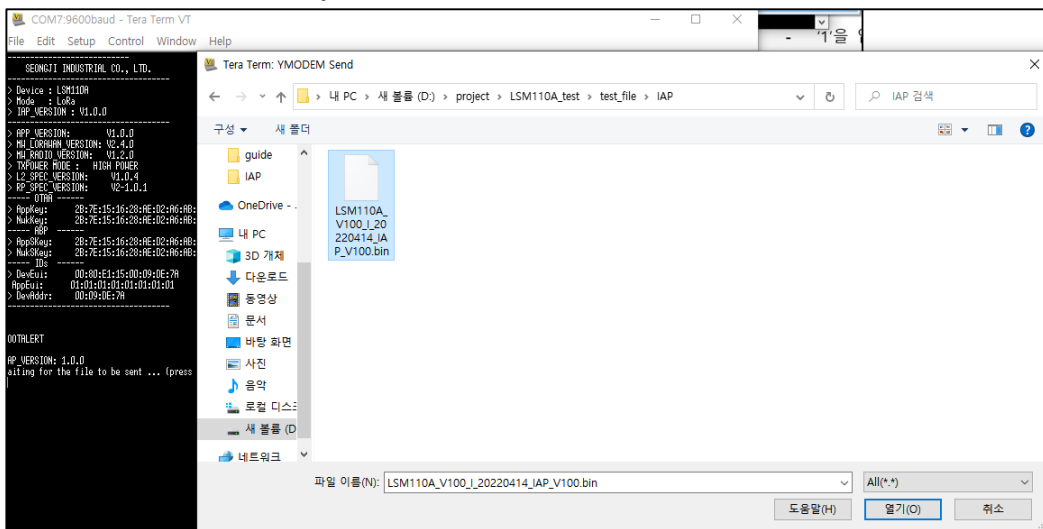 COM7:9600baud - Tera Term VT
File Edit Setup Control Window Help
SEONGJI INDUSTRIAL CO., LTD.
> Device : LSM110A
> Mode : LoRa
> IAP_VERSION : V1.0.0
> APP_VERSION: V1.0.0
> MW_LORAWAN_VERSION: V2.4.0
> MW_RADIO_VERSION: V1.2.0
> TXPOWER MODE : HIGH POWER
> L2_SPEC_VERSION: V1.0.4
> RP_SPEC_VERSION: V2-1.0.1
----- OTAA ------
> AppKey: 2B:7E:15:16:28:AE:D2:A6:AB:
> NwkKey: 2B:7E:15:16:28:AE:D2:A6:AB:
----- ABP ------
> AppSKey: 2B:7E:15:16:28:AE:D2:A6:AB:
> NwkSKey: 2B:7E:15:16:28:AE:D2:A6:AB:
----- IDs ------
> DevEui: 00:80:E1:15:00:09:DE:7A
AppEui: 01:01:01:01:01:01:01:01
> DevAddr: 00:09:DE:7A
OOTALERT
AP_VERSION: 1.0.0
aiting for the file to be sent ... (press
- '1'을
Tera Term: YMODEM Send
> 내 PC > 새 볼륨 (D:) > project > LSM110A_test > test_file > IAP
IAP 검색
구성 새 폴더
guide
IAP
OneDrive -
내 PC
3D 개체
다운로드
동영상
문서
바탕 화면
사진
음악
로컬 디스크
새 볼륨 (D
네트워크
LSM110A_
V100_I_20
220414_IA
P_V100.bin
파일 이름(N): LSM110A_V100_I_20220414_IAP_V100.bin
All(*.*)
도움말(H) 열기(O) 취소